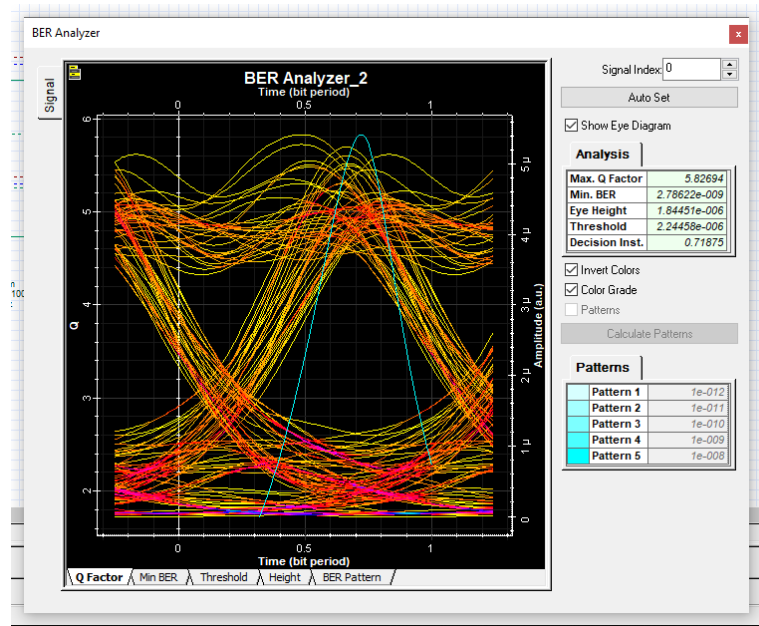 BER Analyzer
x
Signal
BER Analyzer_2
Time (bit period)
0 0.5 1
6
5
4
3
2
Q
5 µ
4 µ
3 µ
2 µ
1 µ
0
Amplitude (a.u.)
0 0.5 1
Time (bit period)
Q Factor Min BER Threshold Height BER Pattern
Signal Index: 0
Auto Set
Show Eye Diagram
Analysis
Max. Q Factor 5.82694
Min. BER 2.78622e-009
Eye Height 1.84451e-006
Threshold 2.24458e-006
Decision Inst. 0.71875
Invert Colors
Color Grade
Patterns
Calculate Patterns
Patterns
Pattern 1 1e-012
Pattern 2 1e-011
Pattern 3 1e-010
Pattern 4 1e-009
Pattern 5 1e-008